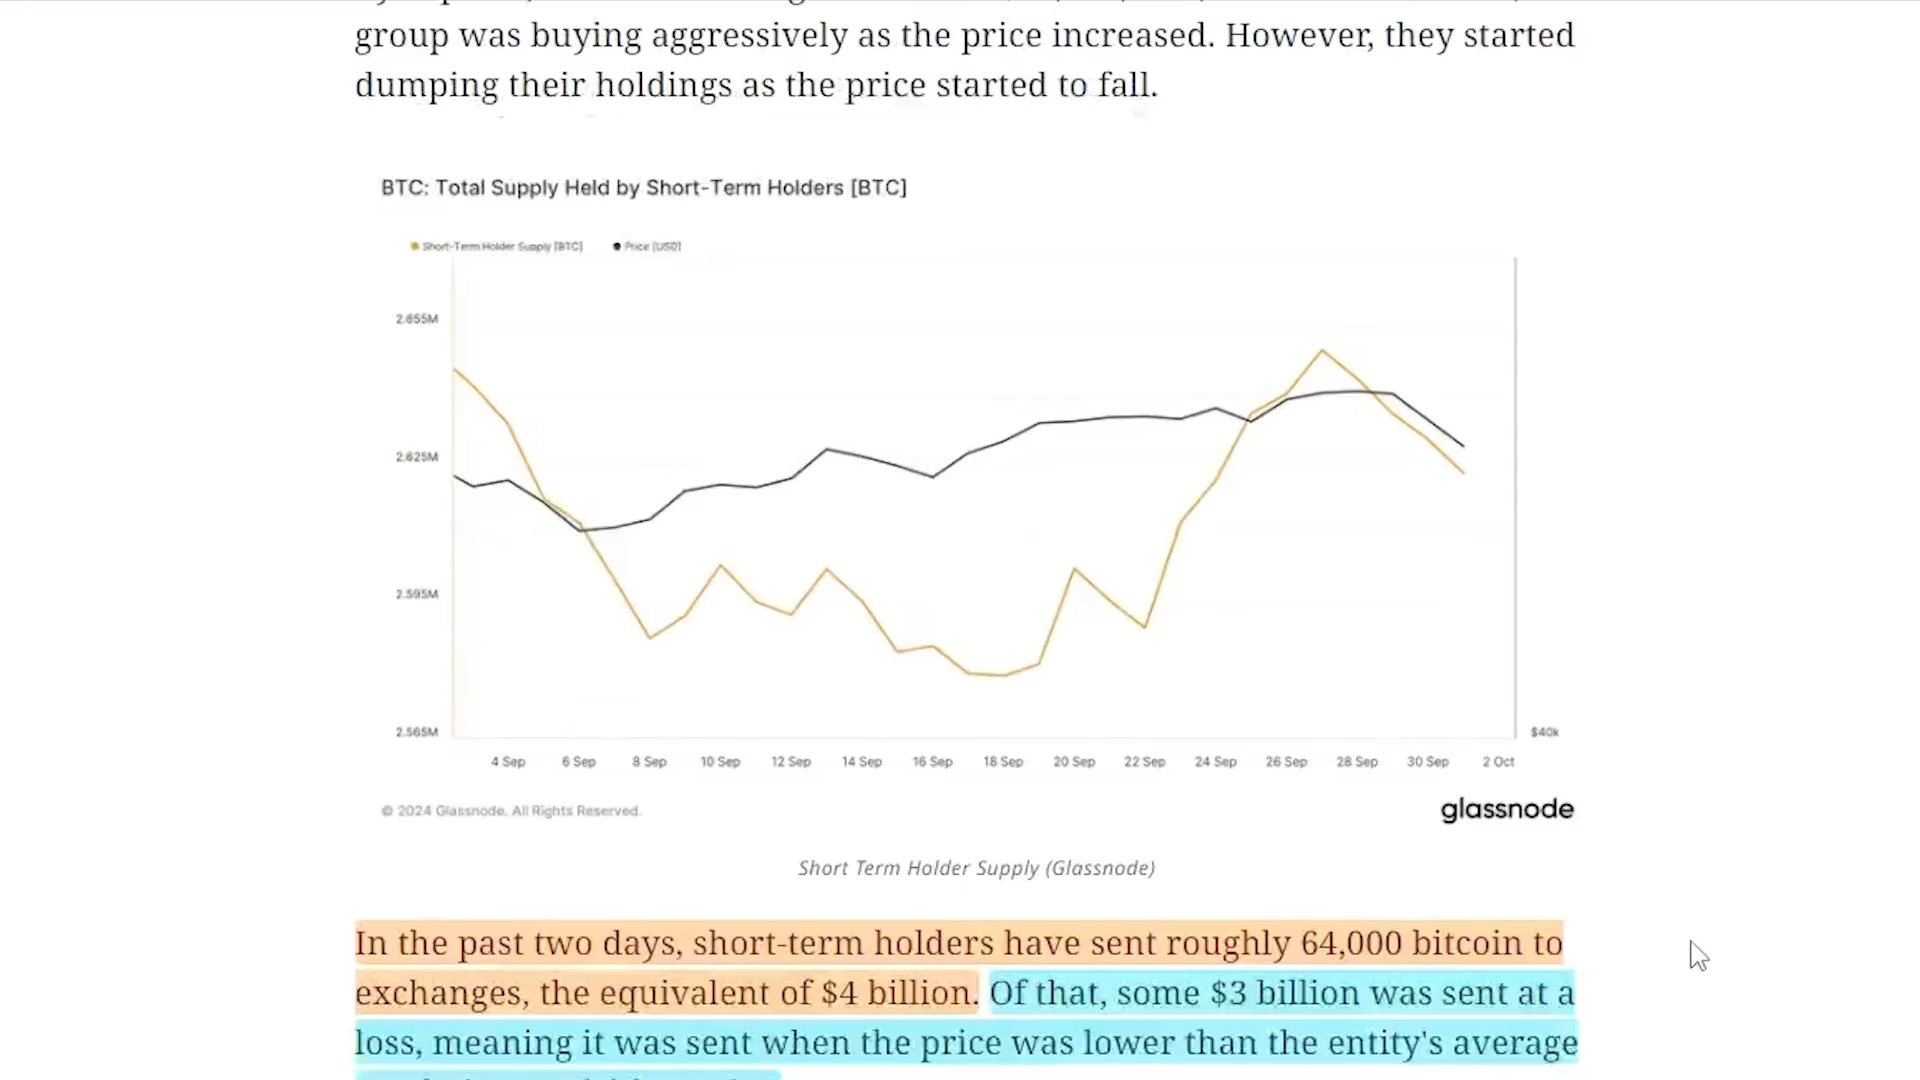 group was buying aggressively as the price increased. However, they started
dumping their holdings as the price started to fall.
BTC: Total Supply Held by Short-Term Holders [BTC]
Short-Term Holder Supply [BTC] Price [USD]
2.655M
2.625M
2.595M
2.565M
$40k
4 Sep 6 Sep 8 Sep 10 Sep 12 Sep 14 Sep 16 Sep 18 Sep 20 Sep 22 Sep 24 Sep 26 Sep 28 Sep 30 Sep 2 Oct
© 2024 Glassnode. All Rights Reserved.
glassnode
Short Term Holder Supply (Glassnode)
In the past two days, short-term holders have sent roughly 64,000 bitcoin to
exchanges, the equivalent of $4 billion. Of that, some $3 billion was sent at a
loss, meaning it was sent when the price was lower than the entity's average